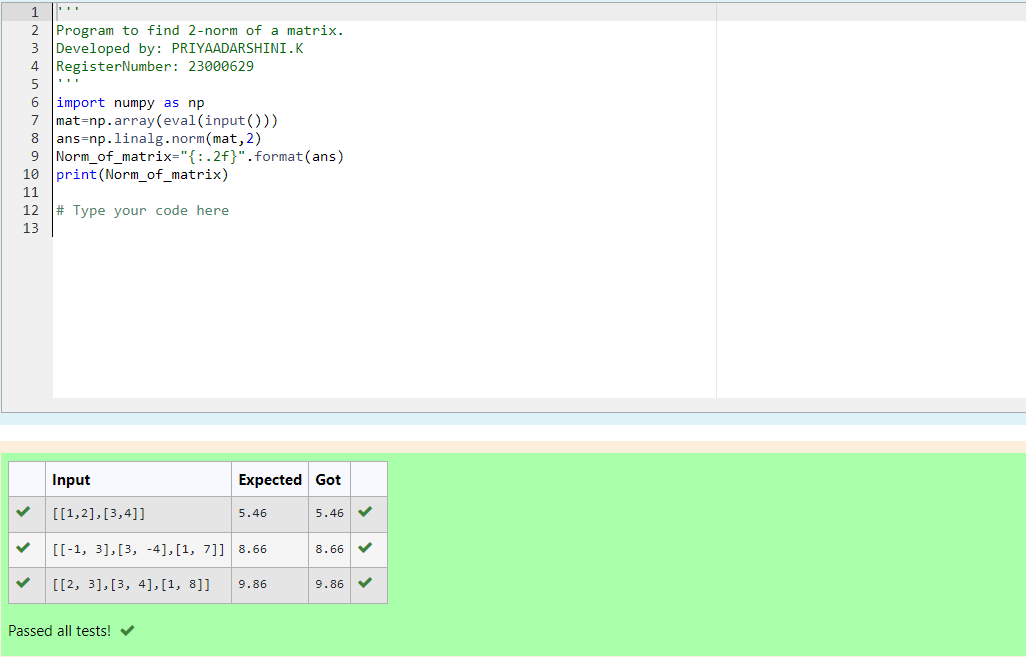 1 '''
2 Program to find 2-norm of a matrix.
3 Developed by: PRIYAADARSHINI.K
4 RegisterNumber: 23000629
5 '''
6 import numpy as np
7 mat=np.array(eval(input()))
8 ans=np.linalg.norm(mat,2)
9 Norm_of_matrix="{:.2f}".format(ans)
10 print(Norm_of_matrix)
11
12 # Type your code here
13
Input Expected Got
[[1,2],[3,4]] 5.46 5.46
[[-1, 3],[3, -4],[1, 7]] 8.66 8.66
[[2, 3],[3, 4],[1, 8]] 9.86 9.86
Passed all tests!